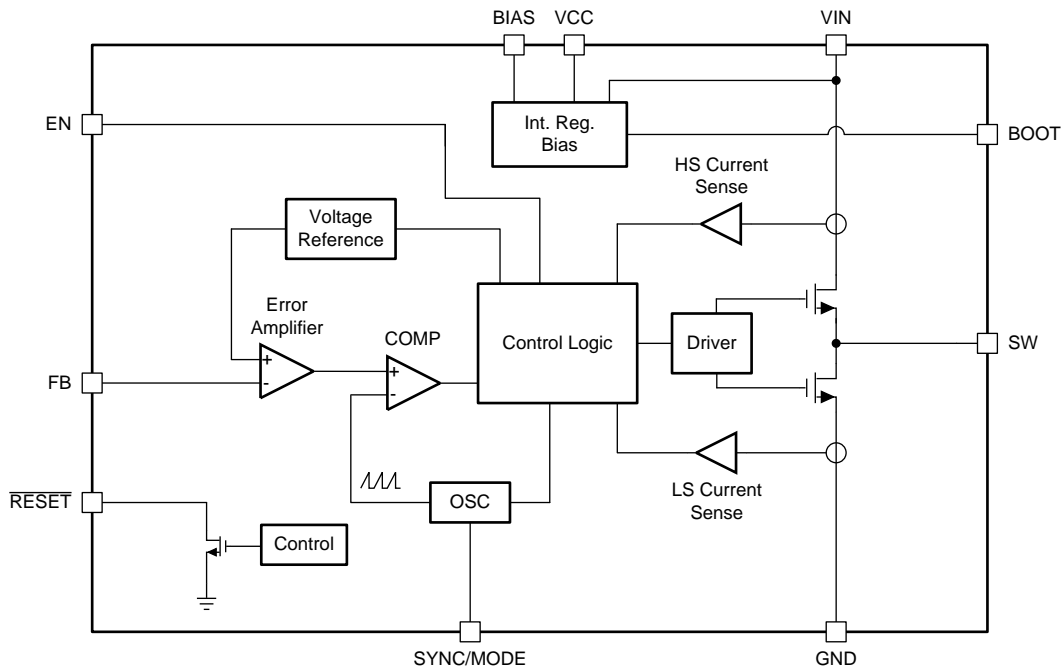 BIAS
VCC
VIN
EN
Int. Reg.
Bias
BOOT
HS Current
Sense
Voltage
Reference
Error
Amplifier
COMP
+
-
+
-
Control Logic
Driver
SW
FB
LS Current
Sense
RESET
OSC
Control
SYNC/MODE
GND